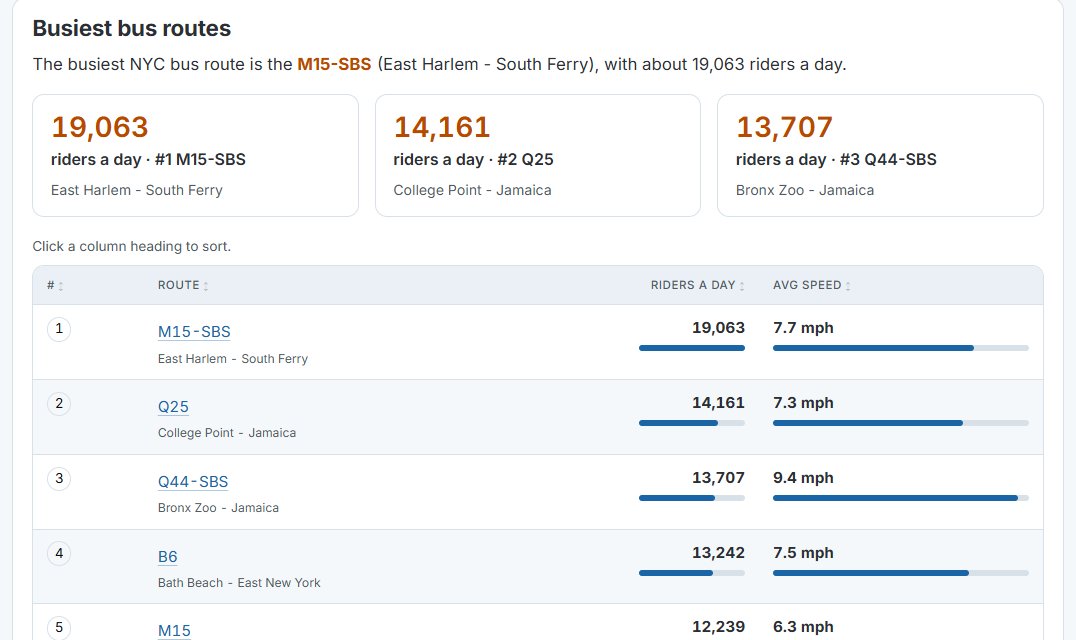 Busiest bus routes
The busiest NYC bus route is the M15-SBS (East Harlem - South Ferry), with about 19,063 riders a day.
19,063
riders a day · #1 M15-SBS
East Harlem - South Ferry
14,161
riders a day · #2 Q25
College Point - Jamaica
13,707
riders a day · #3 Q44-SBS
Bronx Zoo - Jamaica
Click a column heading to sort.
# ↕ ROUTE ↕ RIDERS A DAY ↕ AVG SPEED ↕
1 M15-SBS 19,063 7.7 mph
East Harlem - South Ferry
2 Q25 14,161 7.3 mph
College Point - Jamaica
3 Q44-SBS 13,707 9.4 mph
Bronx Zoo - Jamaica
4 B6 13,242 7.5 mph
Bath Beach - East New York
5 M15 12,239 6.3 mph